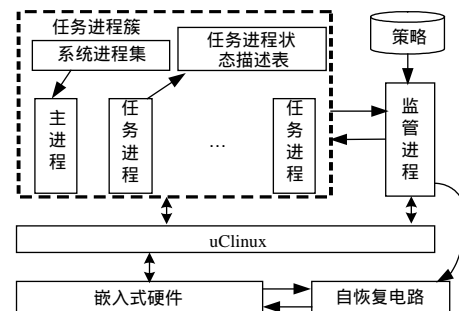 任务进程簇
系统进程集
任务进程状
态描述表
策略
主进程
任务进程
…
任务进程
监管进程
uClinux
嵌入式硬件
自恢复电路